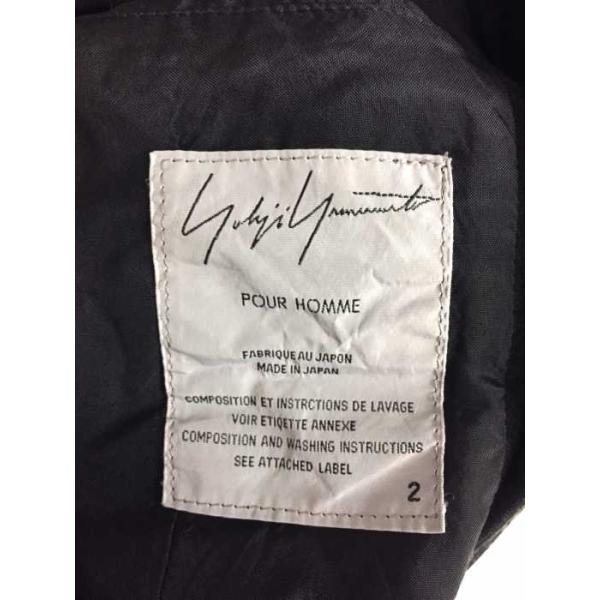 Yohji Yamamoto
POUR HOMME
FABRIQUE AU JAPON
MADE IN JAPAN
COMPOSITION ET INSTRCTIONS DE LAVAGE
VOIR ETIQETTE ANNEXE
COMPOSITION AND WASHING INSTRUCTIONS
SEE ATTACHED LABEL
2